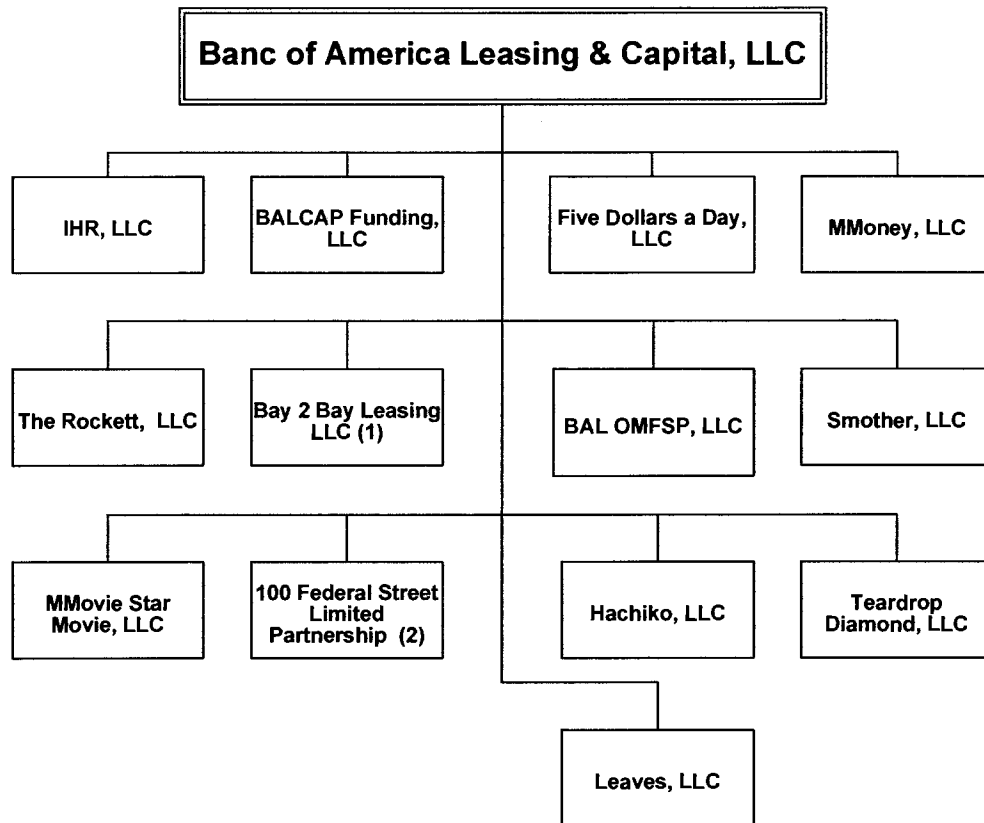 Banc of America Leasing & Capital, LLC
IHR, LLC
BALCAP Funding,
LLC
Five Dollars a Day,
LLC
MMoney, LLC
The Rockett, LLC
Bay 2 Bay Leasing
LLC (1)
BAL OMFSP, LLC
Smother, LLC
MMovie Star
Movie, LLC
100 Federal Street
Limited
Partnership (2)
Hachiko, LLC
Teardrop
Diamond, LLC
Leaves, LLC